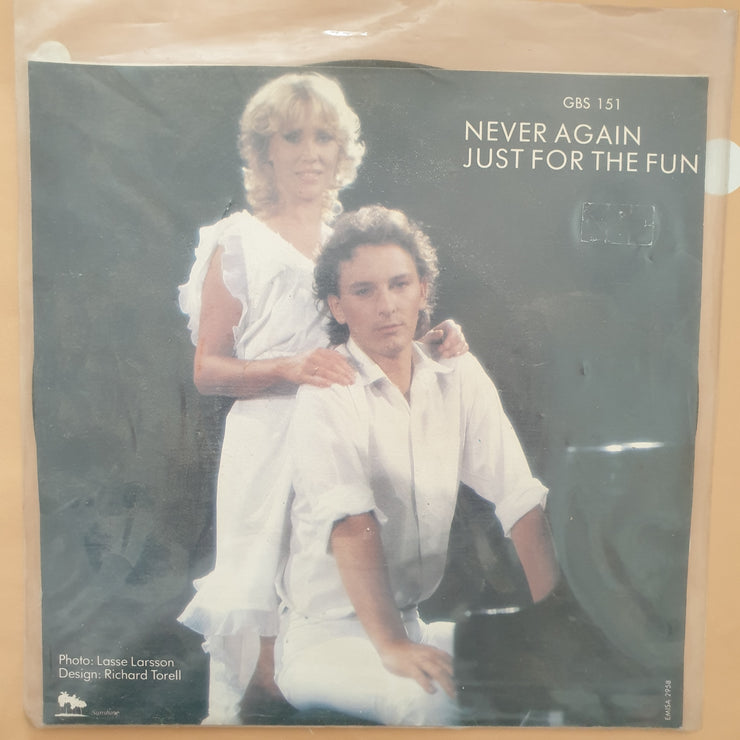 GBS 151
NEVER AGAIN
JUST FOR THE FUN
Photo: Lasse Larsson
Design: Richard Torell
Sunshine
EMISA 2958